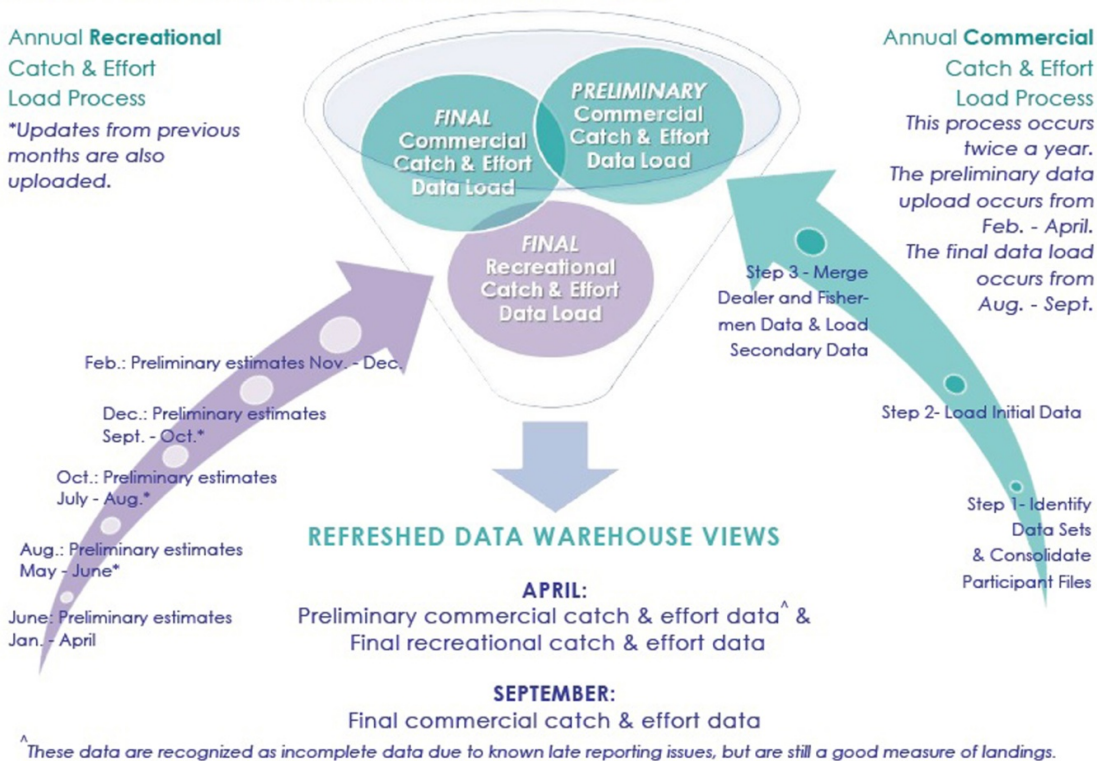 Annual Recreational
Catch & Effort
Load Process
*Updates from previous
months are also
uploaded.
FINAL
Commercial
Catch & Effort
Data Load
PRELIMINARY
Commercial
Catch & Effort
Data Load
FINAL
Recreational
Catch & Effort
Data Load
Annual Commercial
Catch & Effort
Load Process
This process occurs
twice a year.
The preliminary data
upload occurs from
Feb. - April.
The final data load
occurs from
Aug. - Sept.
Feb.: Preliminary estimates Nov. - Dec.
Dec.: Preliminary estimates
Sept. - Oct.*
Oct.: Preliminary estimates
July - Aug.*
Aug.: Preliminary estimates
May - June*
June: Preliminary estimates
Jan. - April
Step 3 - Merge
Dealer and Fisher-
men Data & Load
Secondary Data
Step 2- Load Initial Data
Step 1- Identify
Data Sets
& Consolidate
Participant Files
REFRESHED DATA WAREHOUSE VIEWS
APRIL:
Preliminary commercial catch & effort data^ &
Final recreational catch & effort data
SEPTEMBER:
Final commercial catch & effort data
^These data are recognized as incomplete data due to known late reporting issues, but are still a good measure of landings.